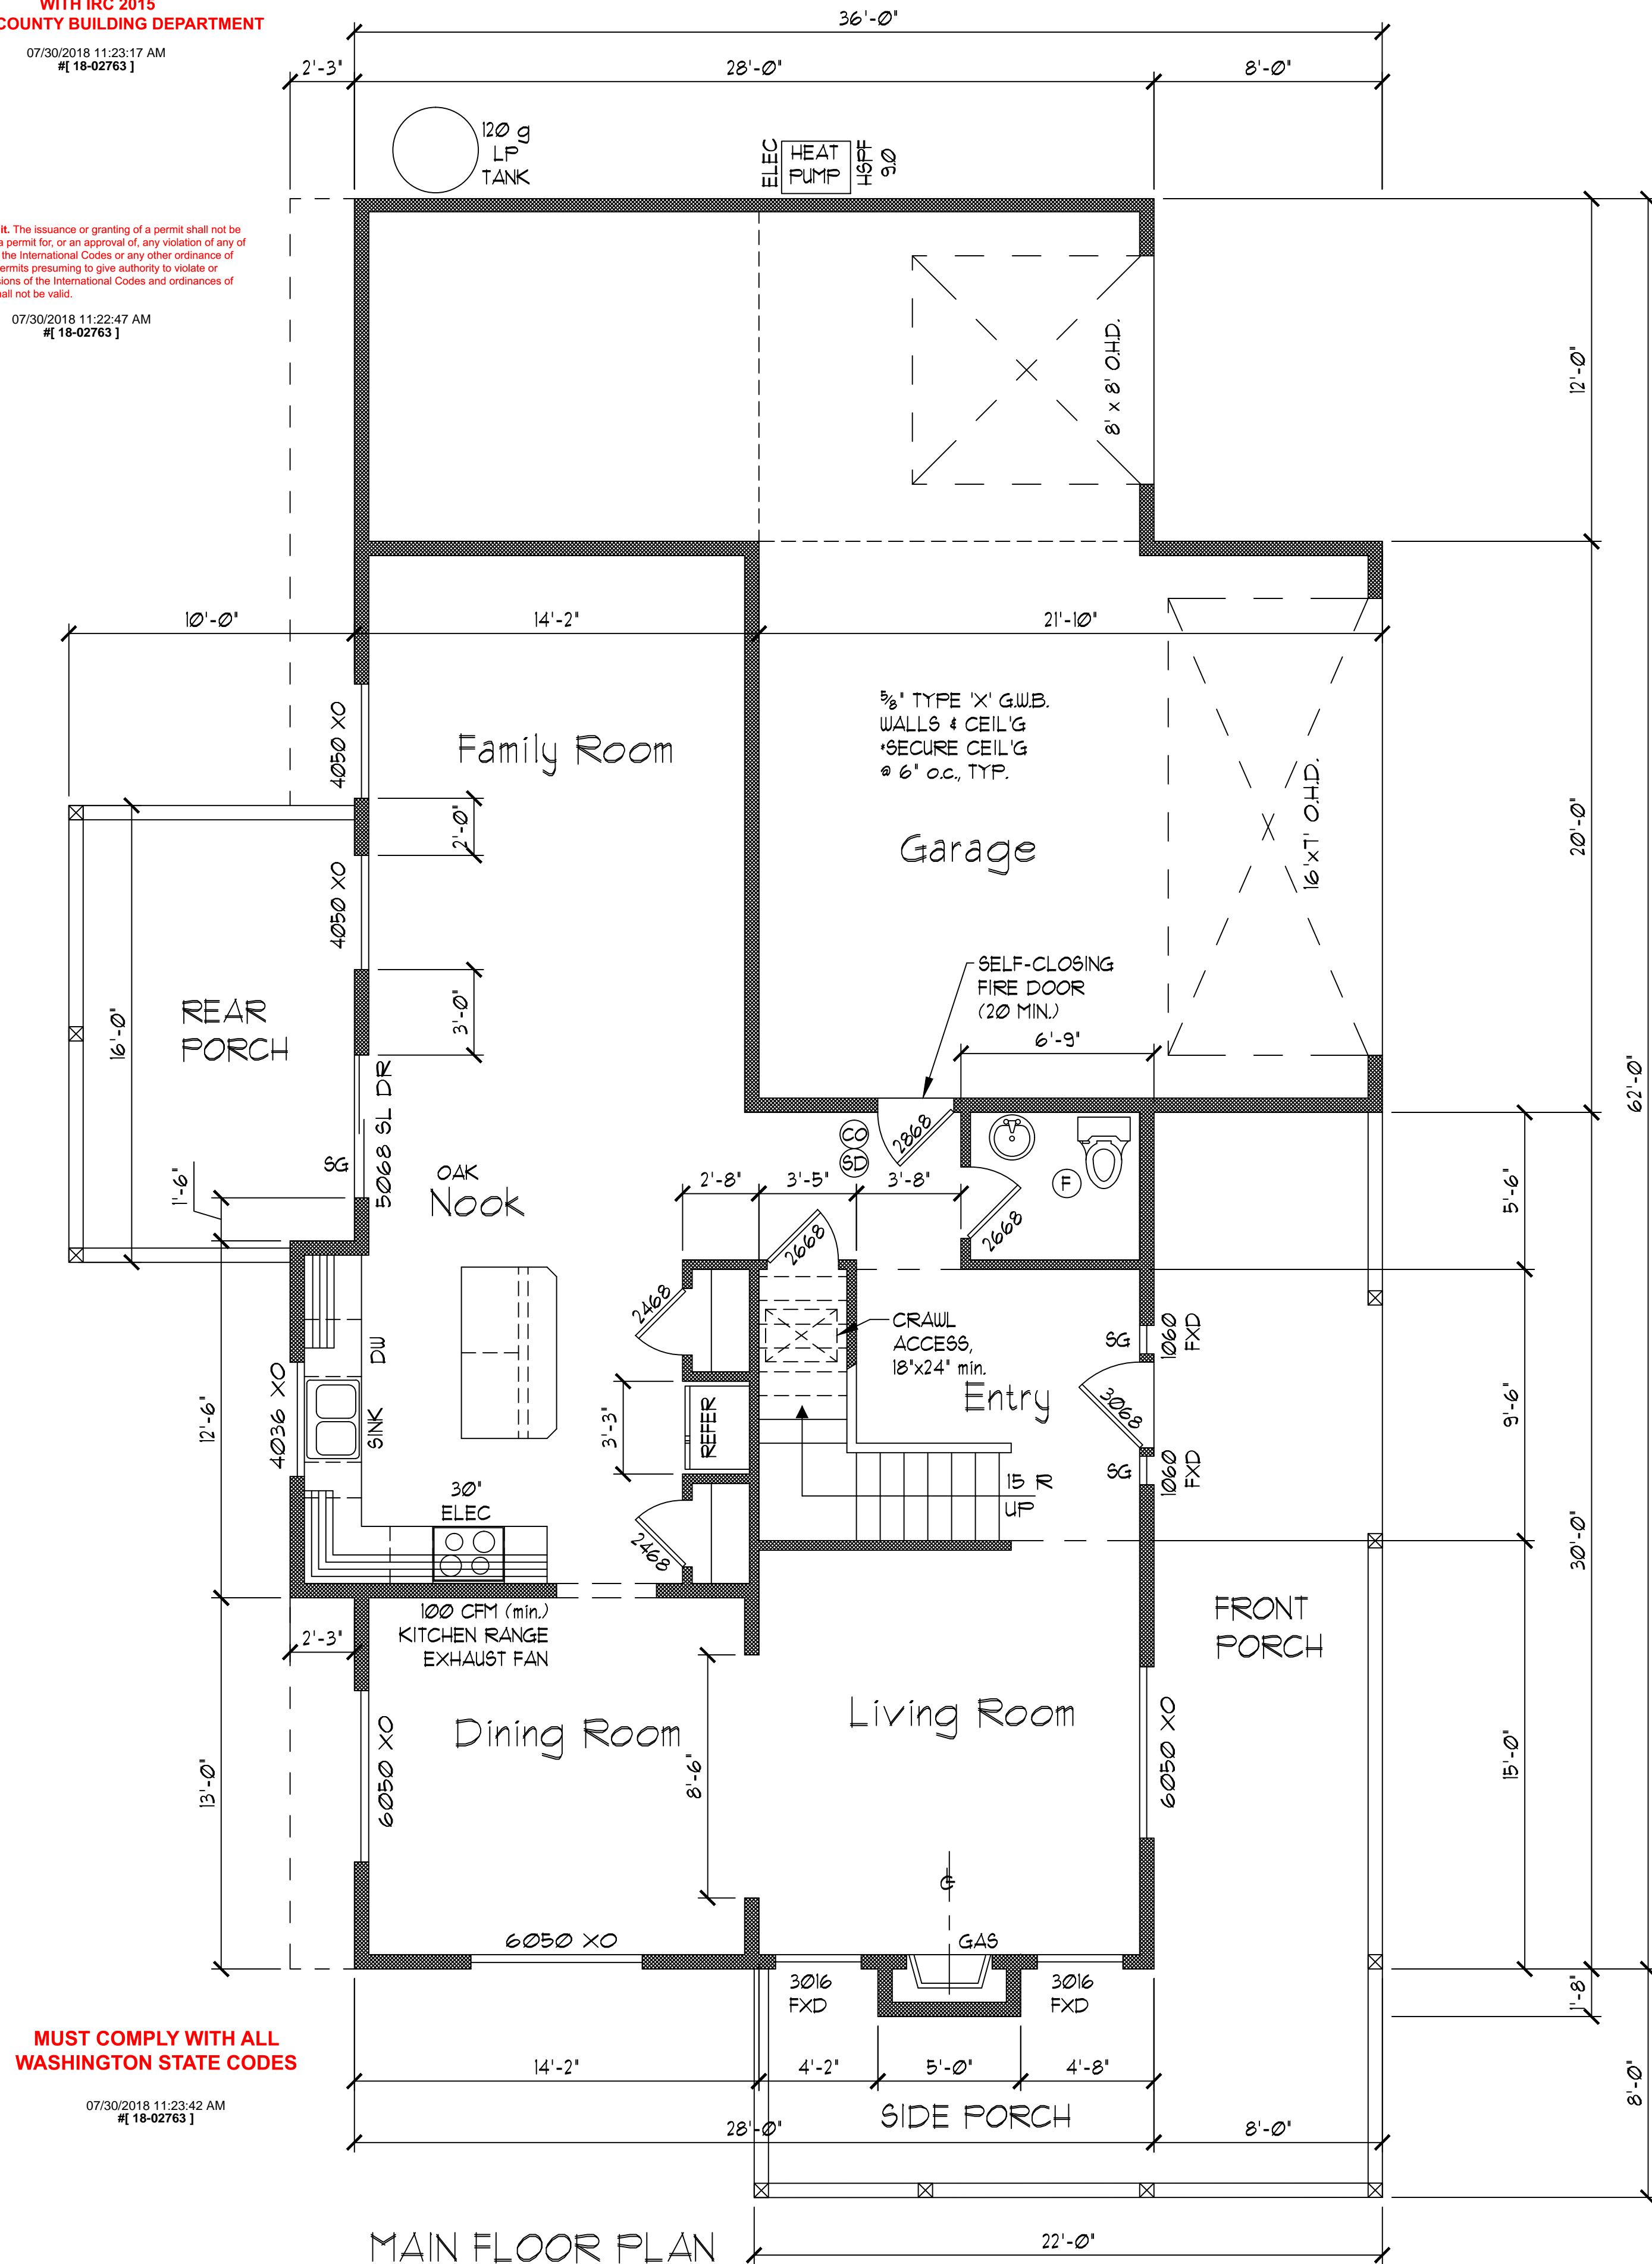 WITH IRC 2015
COUNTY BUILDING DEPARTMENT
07/30/2018 11:23:17 AM
#[ 18-02763 ]
36'-0"
2'-3"
28'-0"
8'-0"
120 g
LP
TANK
ELEC
HEAT
PUMP
HSPF
9.0
it. The issuance or granting of a permit shall not be
a permit for, or an approval of, any violation of any of
the International Codes or any other ordinance of
ermits presuming to give authority to violate or
sions of the International Codes and ordinances of
hall not be valid.
07/30/2018 11:22:47 AM
#[ 18-02763 ]
8' x 8' O.H.D.
12'-0"
10'-0"
14'-2"
21'-10"
4050 XO
Family Room
5/8" TYPE 'X' G.W.B.
WALLS & CEIL'G
*SECURE CEIL'G
@ 6" o.c., TYP.
16'x7' O.H.D.
2'-0"
Garage
20'-0"
4050 XO
SELF-CLOSING
FIRE DOOR
(20 MIN.)
REAR
PORCH
16'-0"
3'-0"
6'-9"
62'-0"
5068 SL DR
SG
1'-6"
CO
SD
2868
F
OAK
Nook
2'-8"
3'-5"
3'-8"
2668
2668
5'-6"
2468
CRAWL
ACCESS,
18"x24" min.
SG
1060
FXD
DW
4036 XO
SINK
12'-6"
3'-3"
REFER
Entry
3068
9'-6"
30"
ELEC
15 R
UP
SG
1060
FXD
2468
30'-0"
100 CFM (min.)
KITCHEN RANGE
EXHAUST FAN
2'-3"
FRONT
PORCH
Dining Room
Living Room
6050 XO
8'-6"
6050 XO
13'-0"
15'-0"
G
6050 XO
GAS
3016
FXD
3016
FXD
1'-8"
MUST COMPLY WITH ALL
WASHINGTON STATE CODES
07/30/2018 11:23:42 AM
#[ 18-02763 ]
14'-2"
4'-2"
5'-0"
4'-8"
8'-0"
SIDE PORCH
28'-0"
8'-0"
MAIN FLOOR PLAN
22'-0"